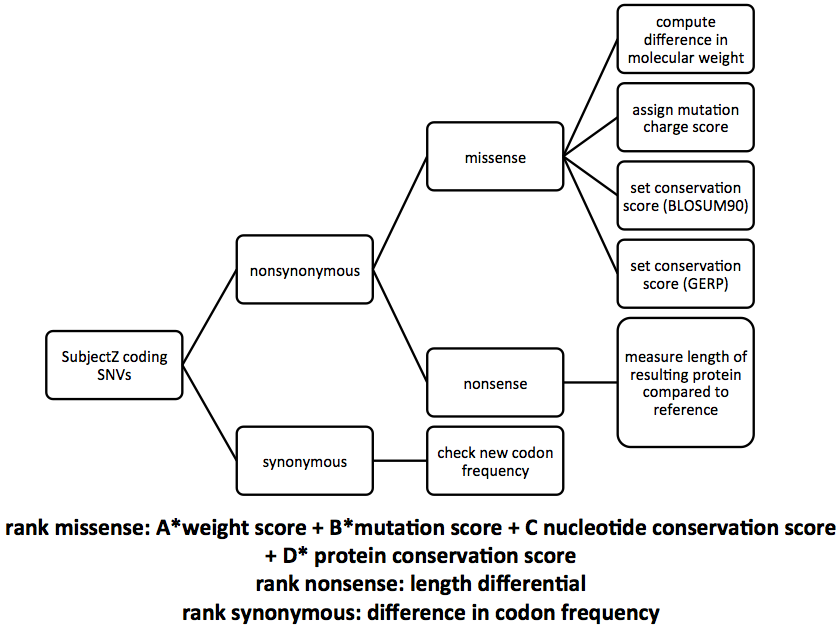 compute
difference in
molecular weight
assign mutation
charge score
missense
set conservation
score (BLOSUM90)
nonsynonymous
set conservation
score (GERP)
SubjectZ coding
SNVs
measure length of
resulting protein
compared to
reference
nonsense
synonymous
check new codon
frequency
rank missense: A*weight score + B*mutation score + C nucleotide conservation score
+ D* protein conservation score
rank nonsense: length differential
rank synonymous: difference in codon frequency